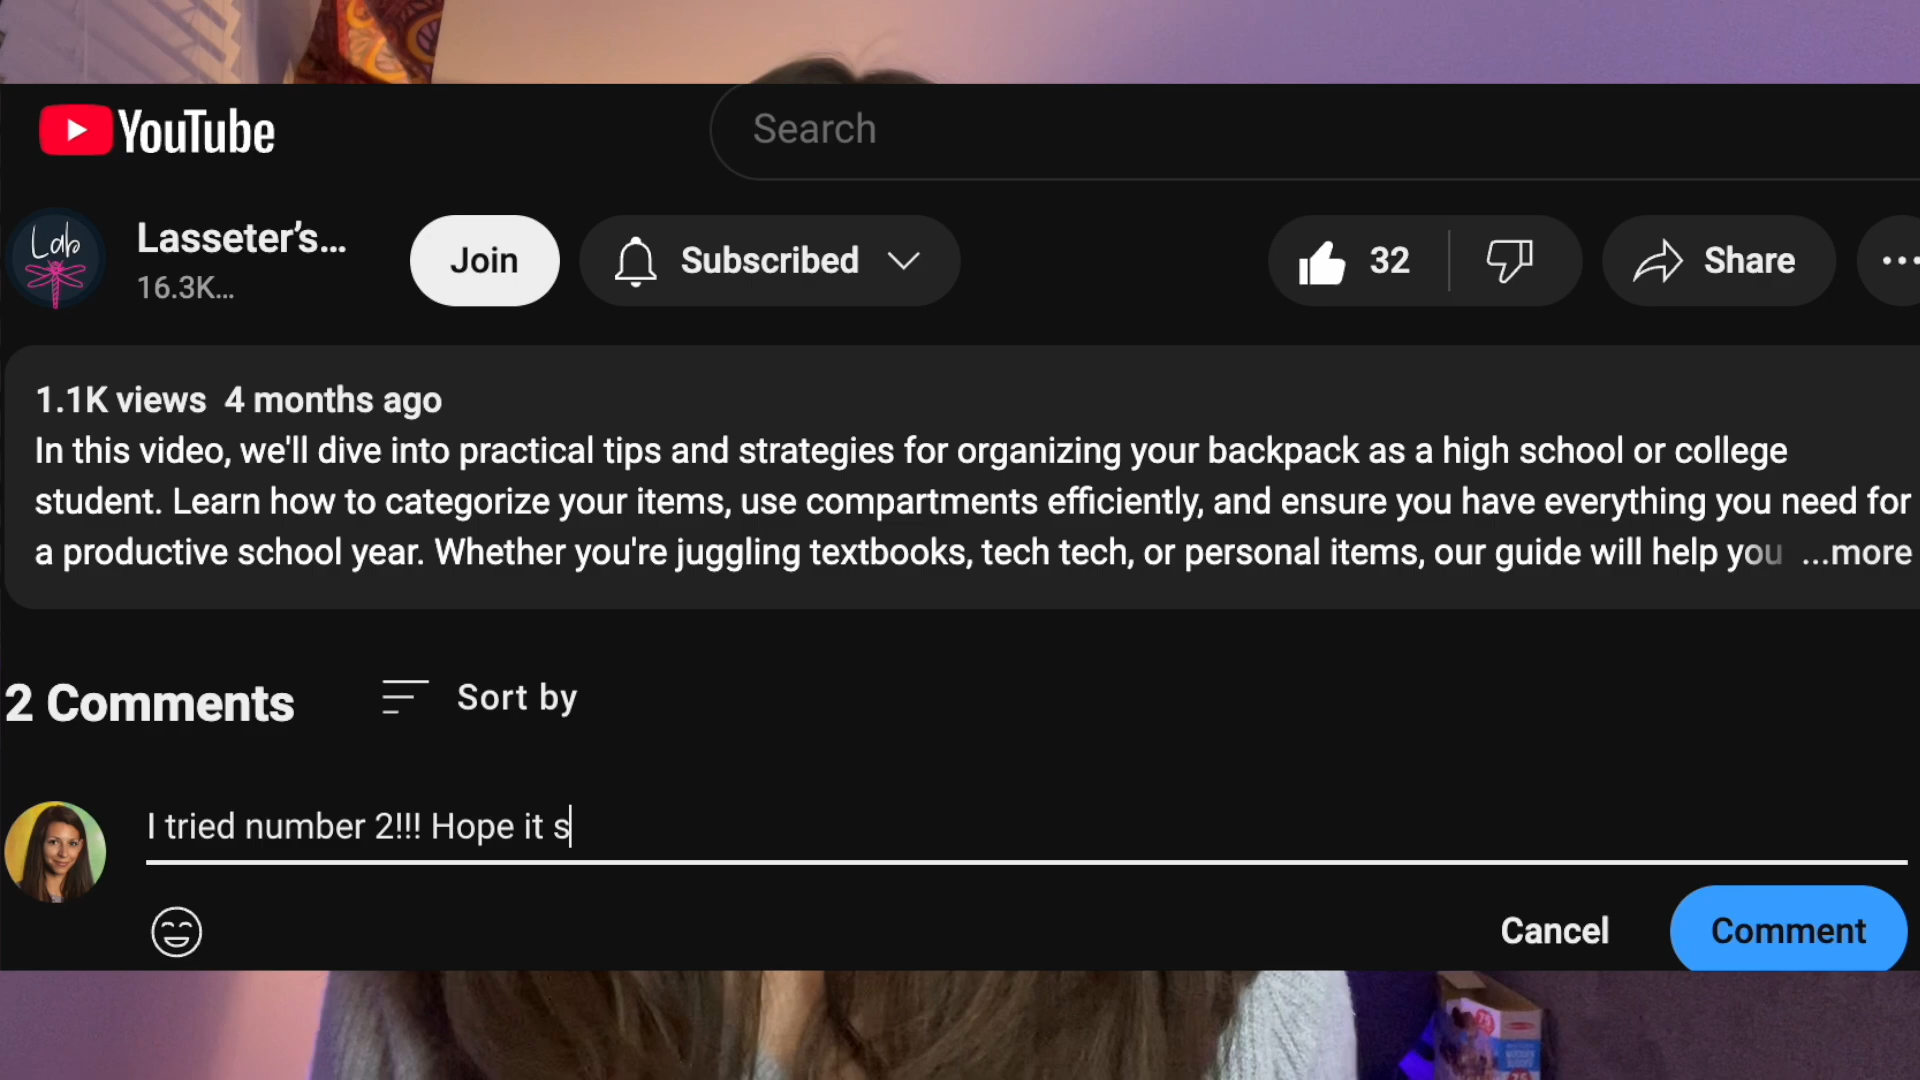 YouTube
Search
Lab
Lasseter’s...
16.3K...
Join
Subscribed
32
Share
1.1K views 4 months ago
In this video, we'll dive into practical tips and strategies for organizing your backpack as a high school or college
student. Learn how to categorize your items, use compartments efficiently, and ensure you have everything you need for
a productive school year. Whether you're juggling textbooks, tech tech, or personal items, our guide will help you ...more
2 Comments
Sort by
I tried number 2!!! Hope it s
Cancel
Comment